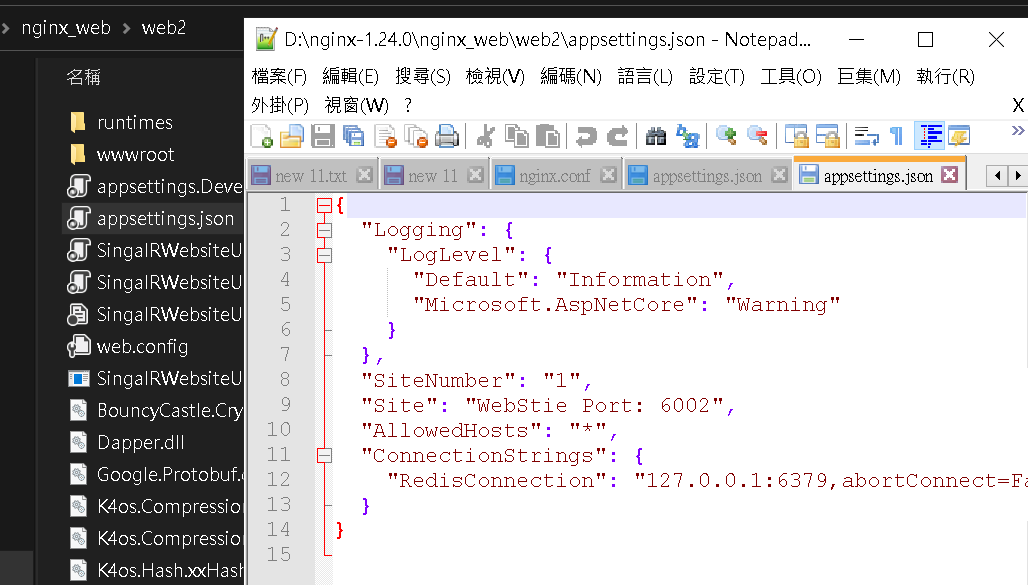 nginx_web > web2
名稱
runtimes
wwwroot
appsettings.Deve
appsettings.json
SingalRWebsiteU
SingalRWebsiteU
SingalRWebsiteU
web.config
SingalRWebsiteU
BouncyCastle.Cry
Dapper.dll
Google.Protobuf.
K4os.Compression
K4os.Compression
K4os.Hash.xxHash
D:\nginx-1.24.0\nginx_web\web2\appsettings.json - Notepad...
檔案(F) 編輯(E) 搜尋(S) 檢視(V) 編碼(N) 語言(L) 設定(T) 工具(O) 巨集(M) 執行(R)
外掛(P) 視窗(W) ? X
new 11.txt new 11 nginx.conf appsettings.json appsettings.json
1 {
2 "Logging": {
3 "LogLevel": {
4 "Default": "Information",
5 "Microsoft.AspNetCore": "Warning"
6 }
7 },
8 "SiteNumber": "1",
9 "Site": "WebStie Port: 6002",
10 "AllowedHosts": "*",
11 "ConnectionStrings": {
12 "RedisConnection": "127.0.0.1:6379,abortConnect=Fa
13 }
14 }
15